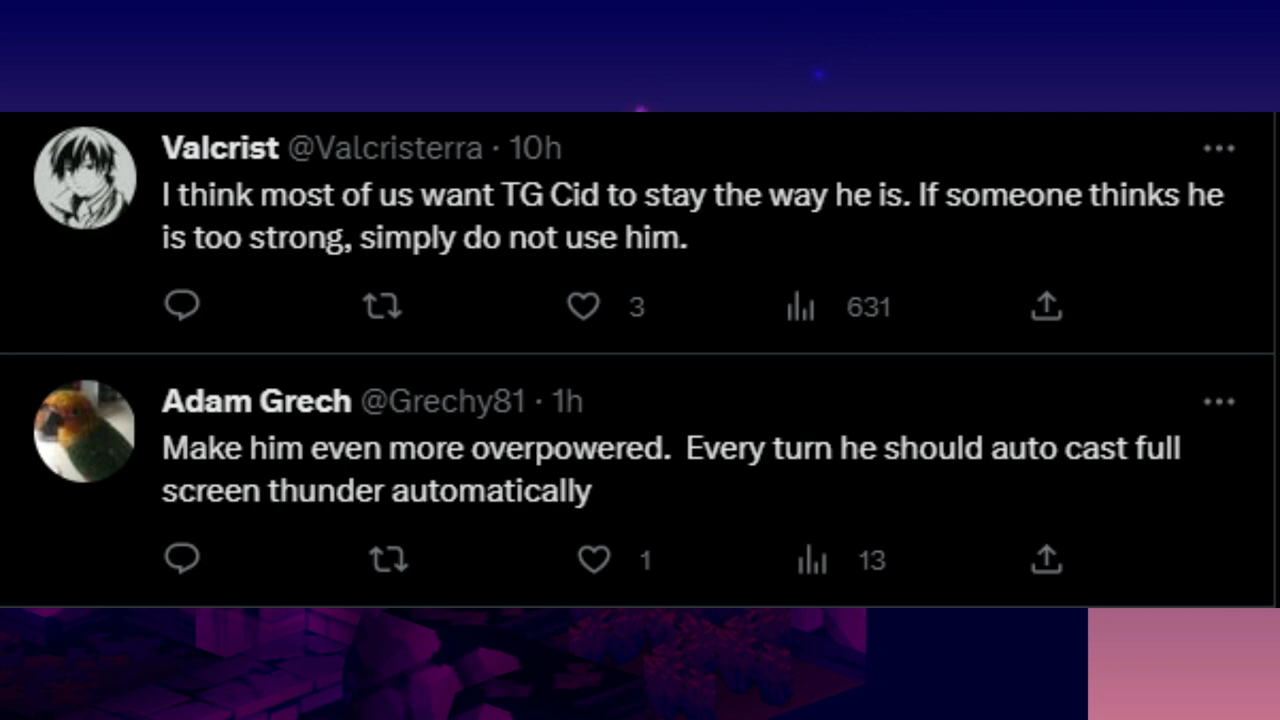 Valcrist @Valcristerra · 10h
I think most of us want TG Cid to stay the way he is. If someone thinks he
is too strong, simply do not use him.
3 631
Adam Grech @Grechy81 · 1h
Make him even more overpowered.  Every turn he should auto cast full
screen thunder automatically
1 13